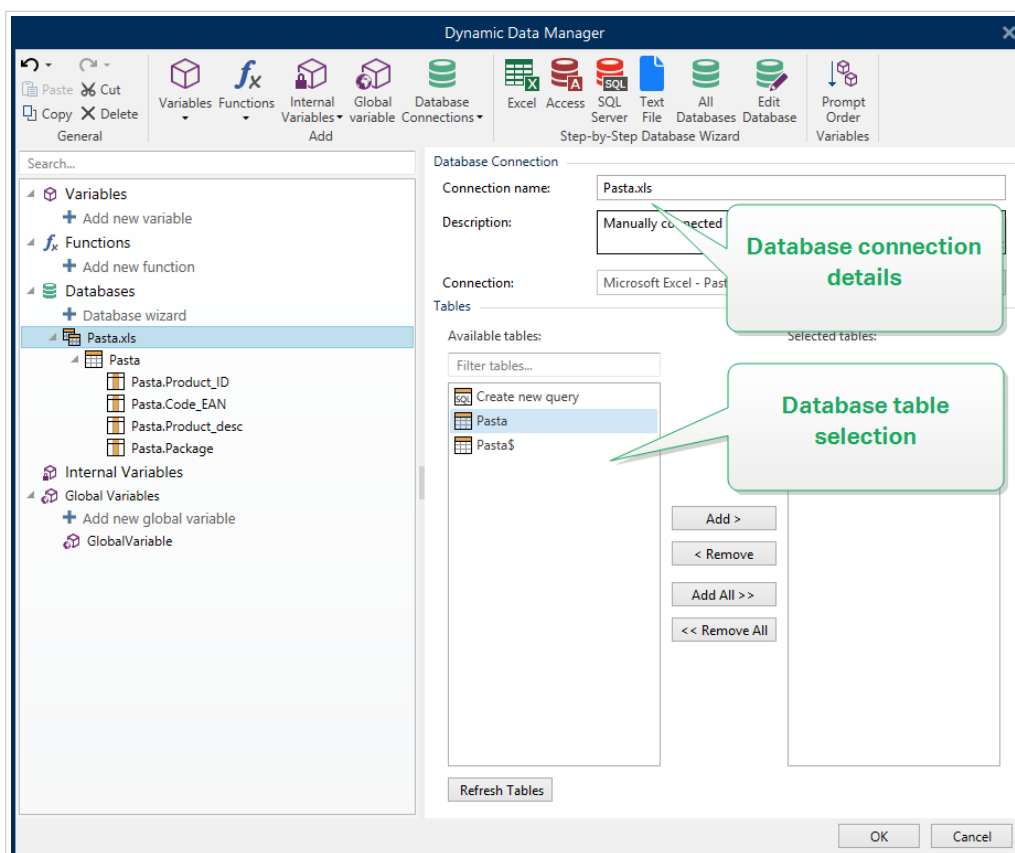 Dynamic Data Manager
Paste Cut
Copy Delete
General
Variables Functions Internal Variables Global variable Database Connections
Add
Excel Access SQL Server Text File All Databases Edit Database
Step-by-Step Database Wizard
Prompt Order
Variables
Search...
Variables
Add new variable
Functions
Add new function
Databases
Database wizard
Pasta.xls
Pasta
Pasta.Product_ID
Pasta.Code_EAN
Pasta.Product_desc
Pasta.Package
Internal Variables
Global Variables
Add new global variable
GlobalVariable
Database Connection
Connection name: Pasta.xls
Description: Manually connected
Connection: Microsoft Excel - Past
Database connection
details
Tables
Available tables:
Selected tables:
Filter tables...
SQL Create new query
Pasta
Pasta$
Database table
selection
Add >
< Remove
Add All >>
<< Remove All
Refresh Tables
OK Cancel